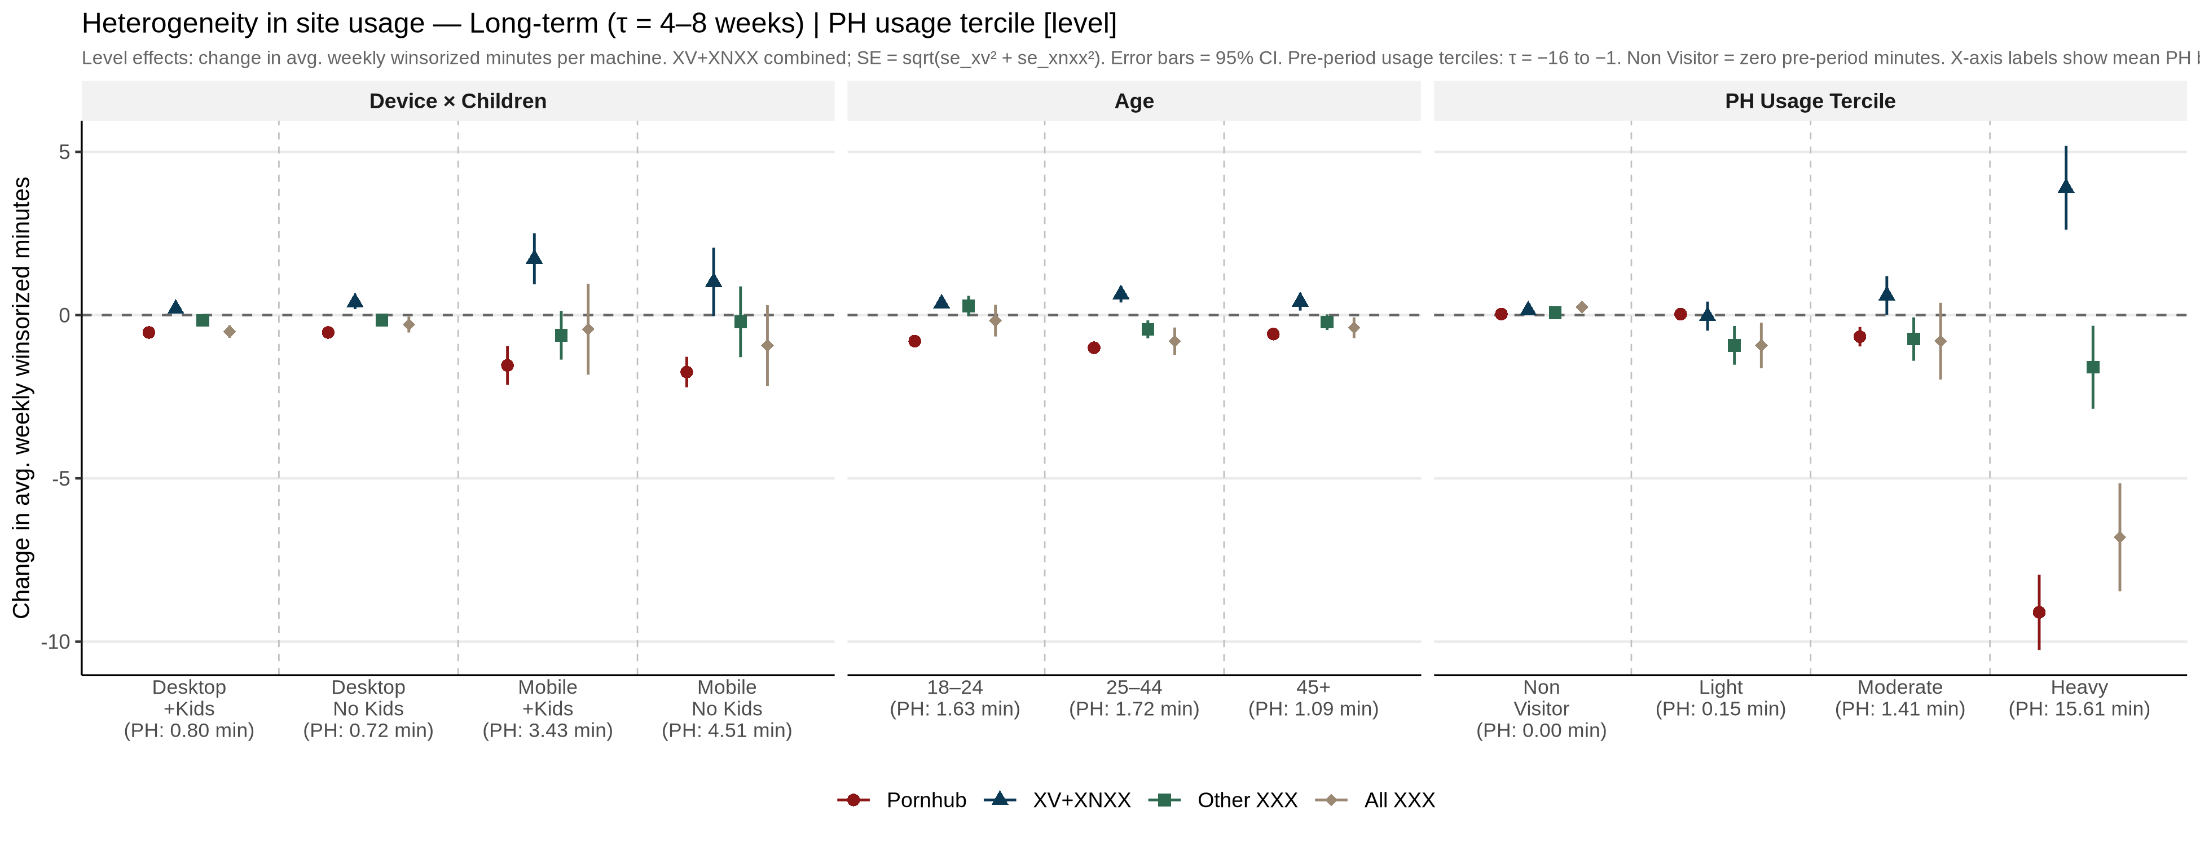 Heterogeneity in site usage — Long-term (τ = 4–8 weeks) | PH usage tercile [level]
Level effects: change in avg. weekly winsorized minutes per machine. XV+XNXX combined; SE = sqrt(se_xv² + se_xnxx²). Error bars = 95% CI. Pre-period usage terciles: τ = −16 to −1. Non Visitor = zero pre-period minutes. X-axis labels show mean PH
Device × Children
Age
PH Usage Tercile
Change in avg. weekly winsorized minutes
5
0
-5
-10
Desktop
+Kids
(PH: 0.80 min)
Desktop
No Kids
(PH: 0.72 min)
Mobile
+Kids
(PH: 3.43 min)
Mobile
No Kids
(PH: 4.51 min)
18–24
(PH: 1.63 min)
25–44
(PH: 1.72 min)
45+
(PH: 1.09 min)
Non
Visitor
(PH: 0.00 min)
Light
(PH: 0.15 min)
Moderate
(PH: 1.41 min)
Heavy
(PH: 15.61 min)
Pornhub
XV+XNXX
Other XXX
All XXX